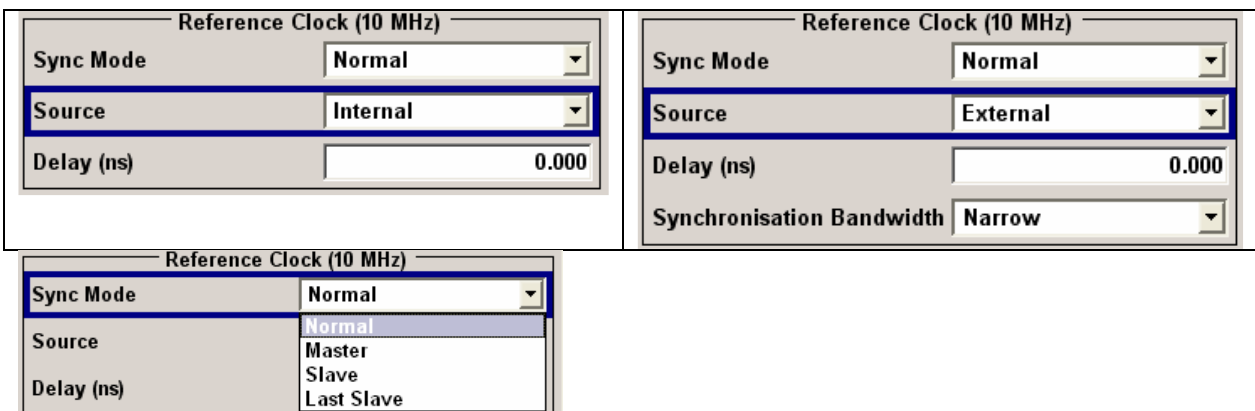 Reference Clock (10 MHz)
Sync Mode Normal
Source Internal
Delay (ns) 0.000
Reference Clock (10 MHz)
Sync Mode Normal
Source External
Delay (ns) 0.000
Synchronisation Bandwidth Narrow
Reference Clock (10 MHz)
Sync Mode Normal
Normal
Source
Master
Slave
Delay (ns)
Last Slave